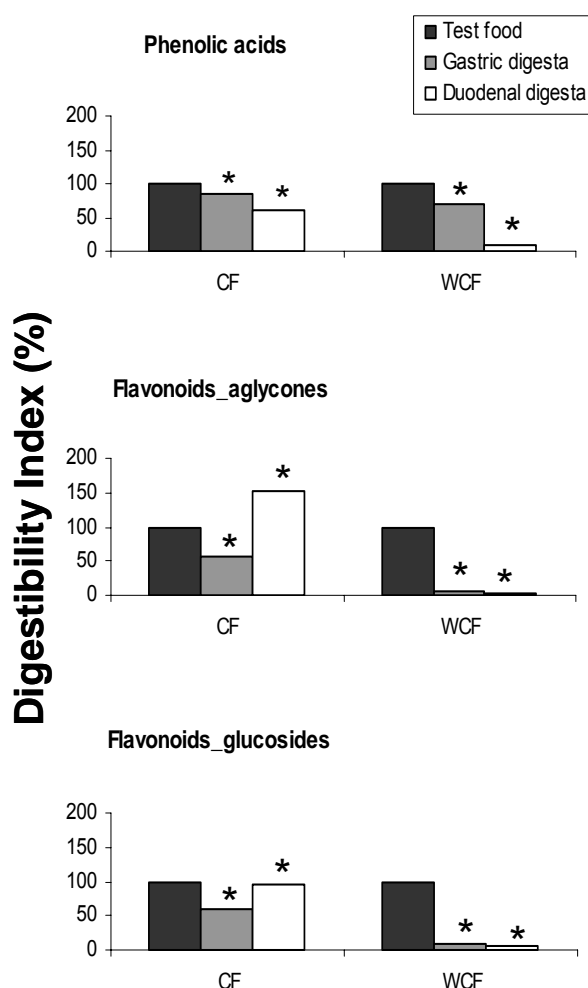 Test food
Gastric digesta
Duodenal digesta
Phenolic acids
200
150
100
50
0
* * * *
CF WCF
Digestibility Index (%)
Flavonoids_aglycones
200
150
100
50
0
* * * *
CF WCF
Flavonoids_glucosides
200
150
100
50
0
* * * *
CF WCF